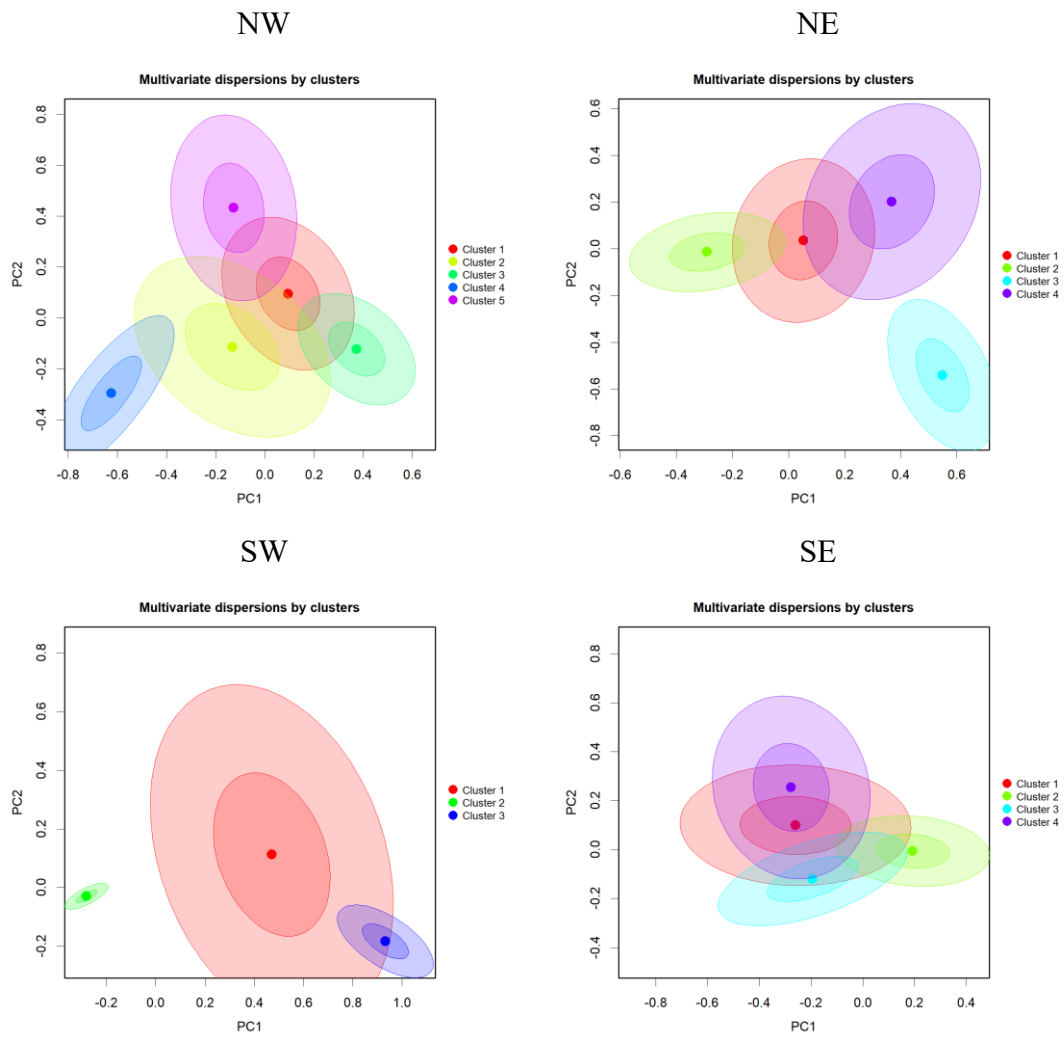 NW
NE
Multivariate dispersions by clusters
Multivariate dispersions by clusters
0.8
0.6
0.4
0.2
0.0
-0.2
-0.4
PC2
-0.8 -0.6 -0.4 -0.2 0.0 0.2 0.4 0.6
PC1
Cluster 1
Cluster 2
Cluster 3
Cluster 4
Cluster 5
0.6
0.4
0.2
0.0
-0.2
-0.4
-0.6
-0.8
PC2
-0.6 -0.4 -0.2 0.0 0.2 0.4 0.6
PC1
Cluster 1
Cluster 2
Cluster 3
Cluster 4
SW
SE
Multivariate dispersions by clusters
Multivariate dispersions by clusters
0.8
0.6
0.4
0.2
0.0
-0.2
PC2
-0.2 0.0 0.2 0.4 0.6 0.8 1.0
PC1
Cluster 1
Cluster 2
Cluster 3
0.8
0.6
0.4
0.2
0.0
-0.2
-0.4
PC2
-0.8 -0.6 -0.4 -0.2 0.0 0.2 0.4
PC1
Cluster 1
Cluster 2
Cluster 3
Cluster 4